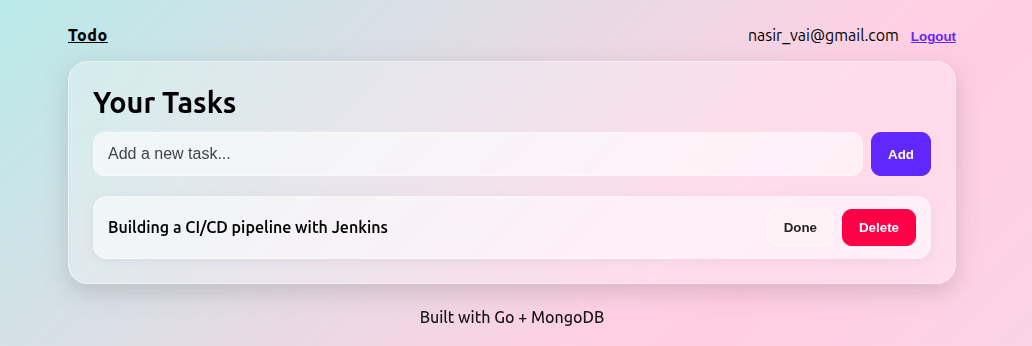 Todo nasir_vai@gmail.com Logout
Your Tasks
Add a new task...
Add
Building a CI/CD pipeline with Jenkins
Done
Delete
Built with Go + MongoDB